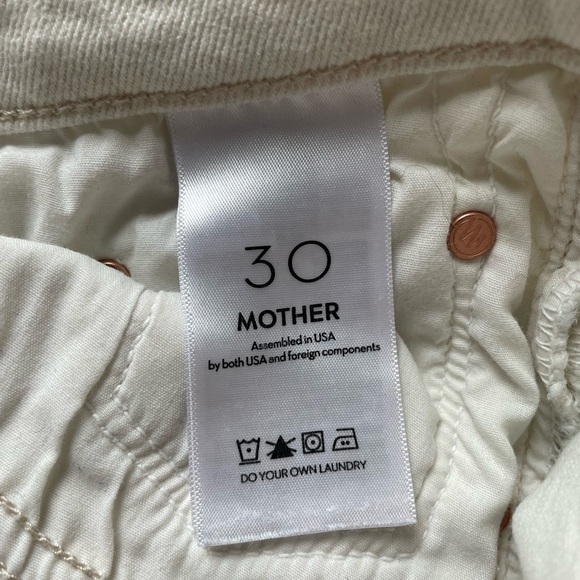 30
MOTHER
Assembled in USA
by both USA and foreign components
DO YOUR OWN LAUNDRY